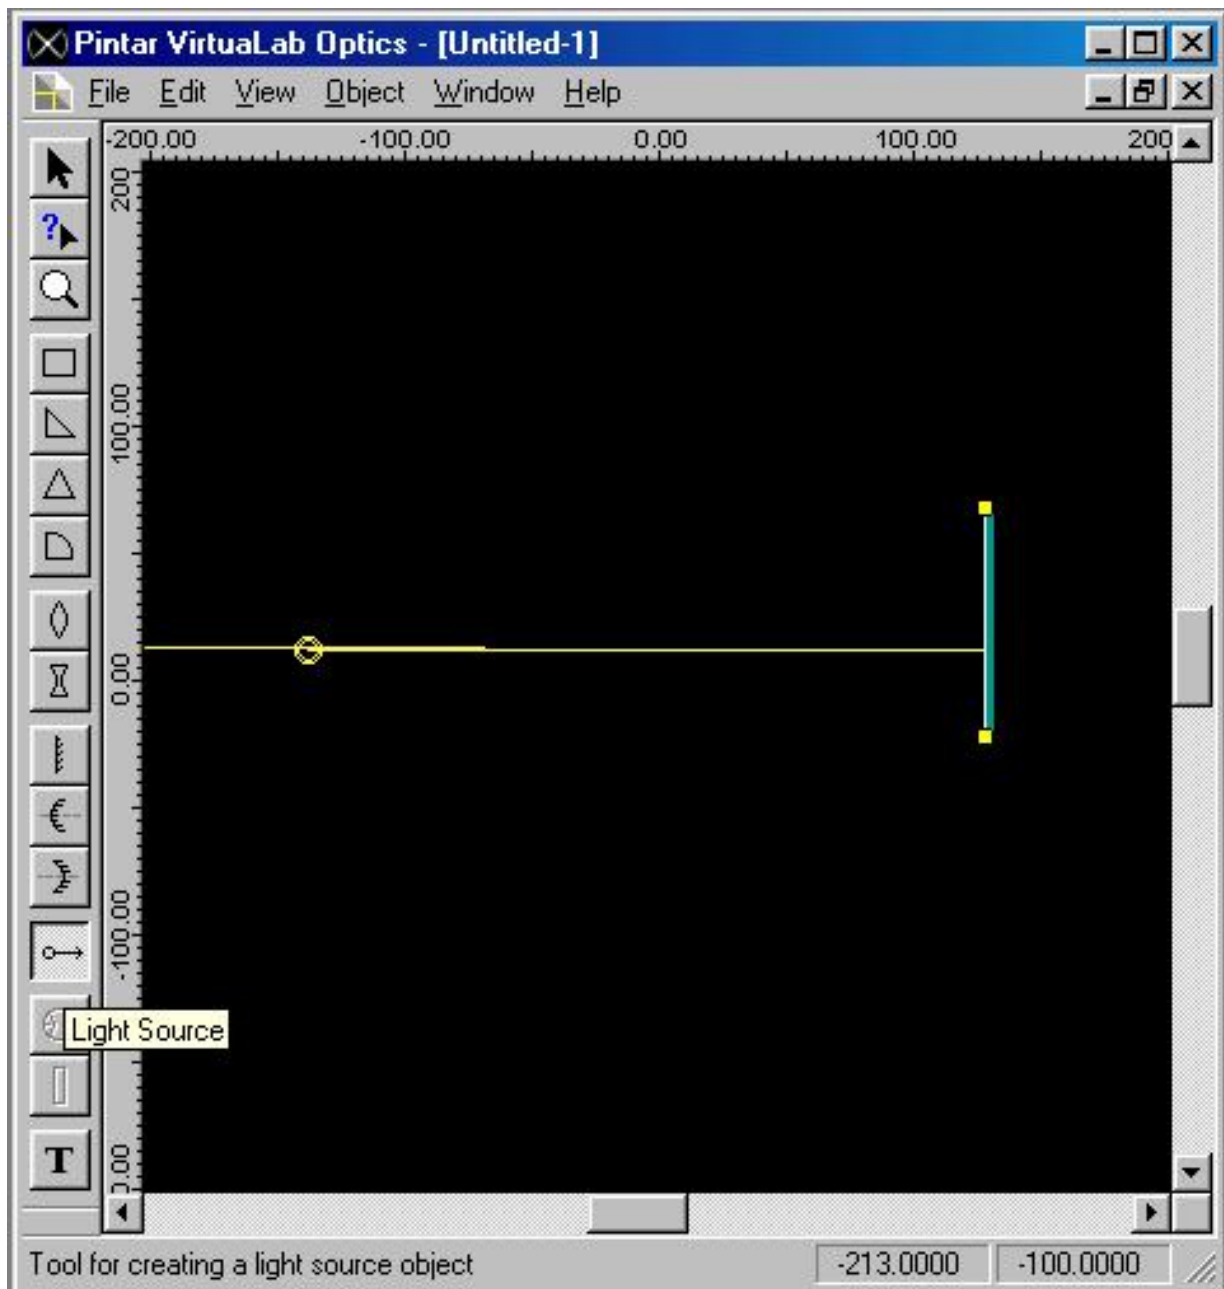 Pintar VirtuaLab Optics - [Untitled-1]
File Edit View Object Window Help
-200.00 -100.00 0.00 100.00 200
200
100.00
0.00
-100.00
0.00
Light Source
T
Tool for creating a light source object
-213.0000 -100.0000